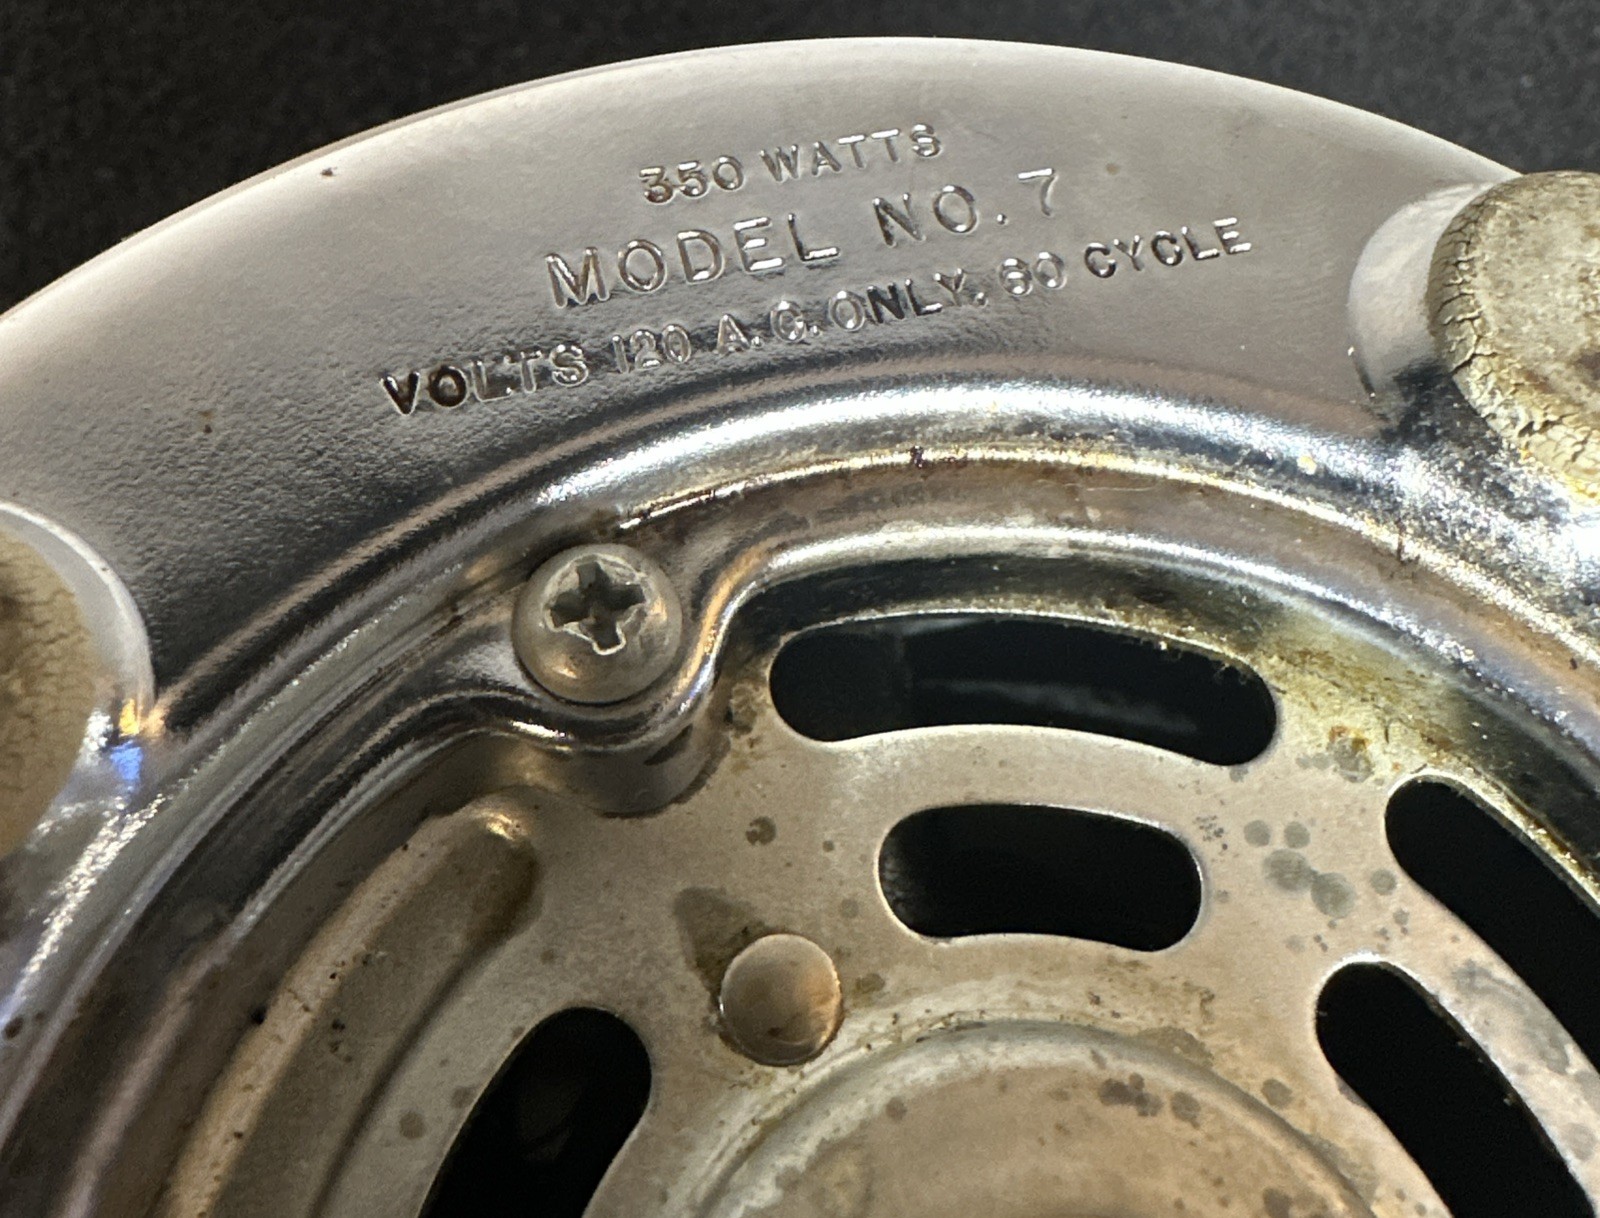 350 WATTS
MODEL NO. 7
VOLTS 120 A.C. ONLY. 60 CYCLE